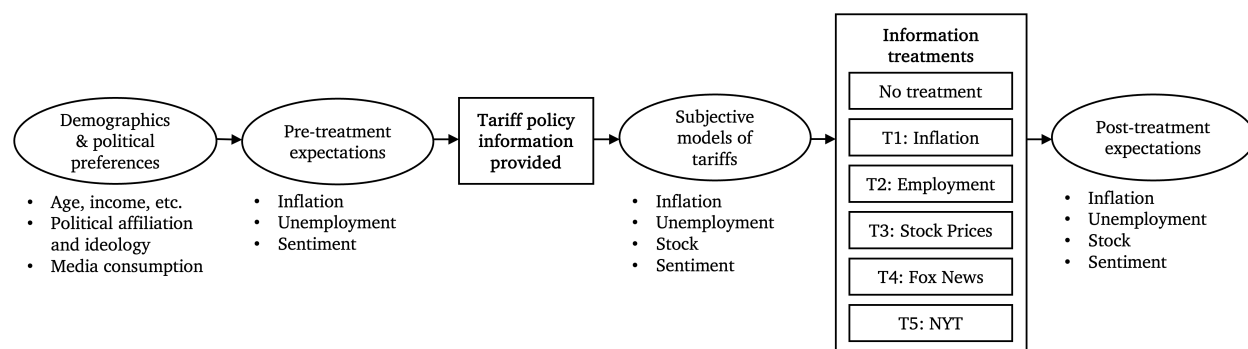 Demographics
& political
preferences
• Age, income, etc.
• Political affiliation
and ideology
• Media consumption
Pre-treatment
expectations
• Inflation
• Unemployment
• Sentiment
Tariff policy
information
provided
Subjective
models of
tariffs
• Inflation
• Unemployment
• Stock
• Sentiment
Information
treatments
No treatment
T1: Inflation
T2: Employment
T3: Stock Prices
T4: Fox News
T5: NYT
Post-treatment
expectations
• Inflation
• Unemployment
• Stock
• Sentiment